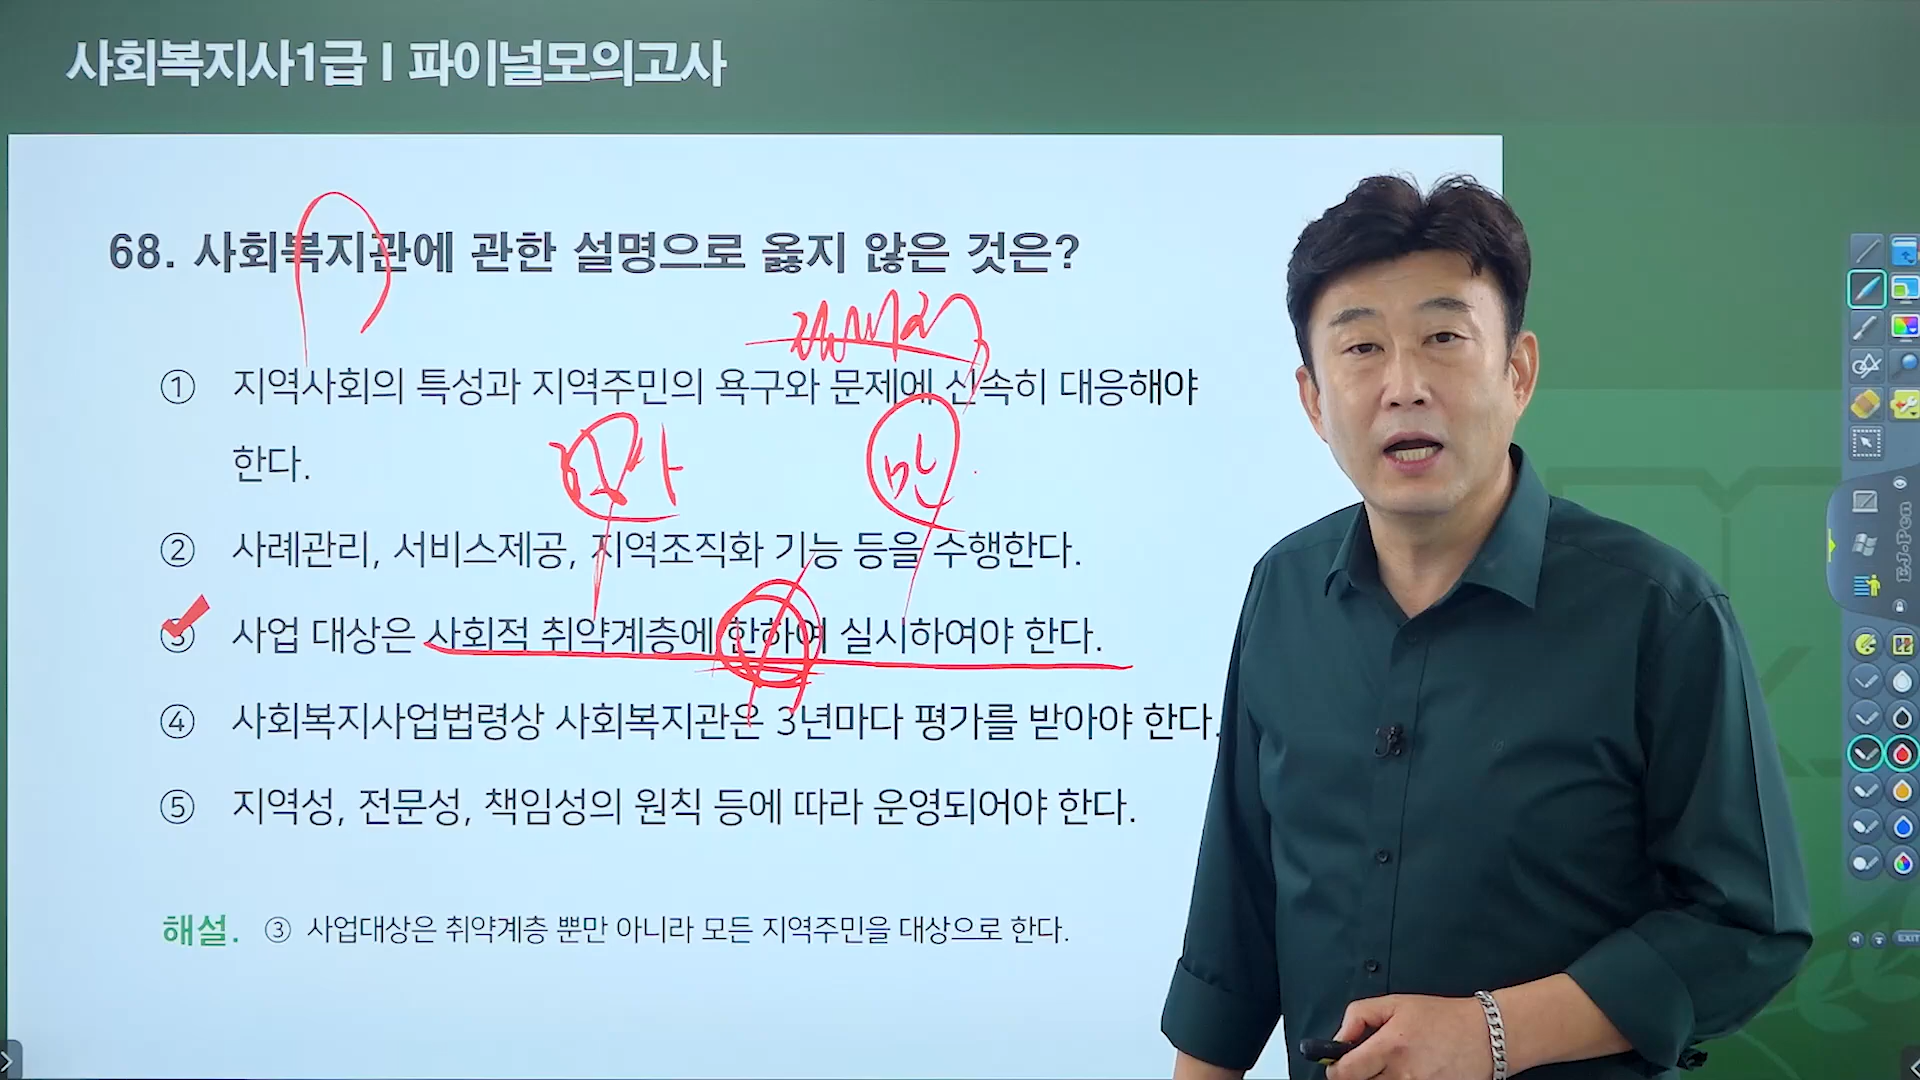 사회복지사1급 I 파이널모의고사
68. 사회복지관에 관한 설명으로 옳지 않은 것은?
① 지역사회의 특성과 지역주민의 욕구와 문제에 신속히 대응해야
한다.
② 사례관리, 서비스제공, 지역조직화 기능 등을 수행한다.
③ 사업 대상은 사회적 취약계층에 한하여 실시하여야 한다.
④ 사회복지사업법령상 사회복지관은 3년마다 평가를 받아야 한다.
⑤ 지역성, 전문성, 책임성의 원칙 등에 따라 운영되어야 한다.
해설. ③ 사업대상은 취약계층 뿐만 아니라 모든 지역주민을 대상으로 한다.
EJ-Pen
EXIT